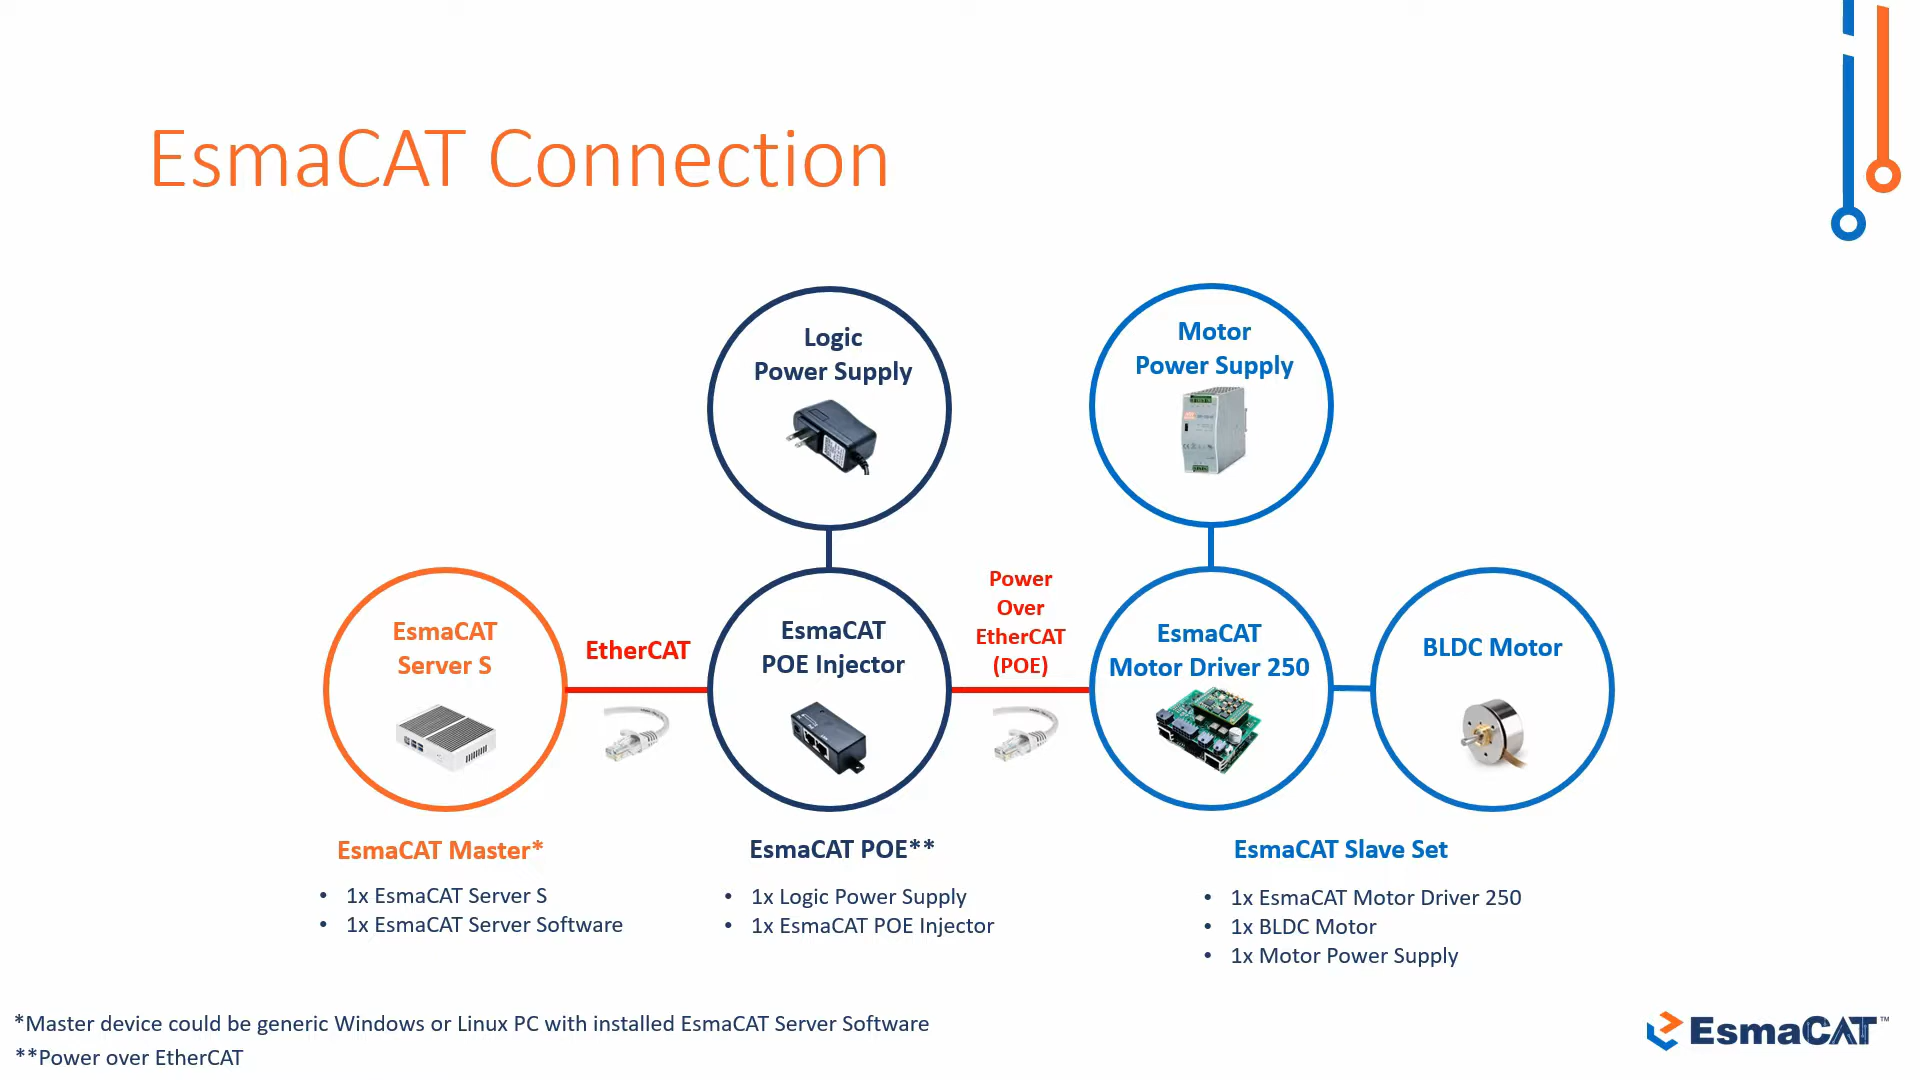 EsmaCAT Connection
Logic
Power Supply
Motor
Power Supply
EsmaCAT
Server S
EtherCAT
EsmaCAT
POE Injector
Power
Over
EtherCAT
(POE)
EsmaCAT
Motor Driver 250
BLDC Motor
EsmaCAT Master*
• 1x EsmaCAT Server S
• 1x EsmaCAT Server Software
EsmaCAT POE**
• 1x Logic Power Supply
• 1x EsmaCAT POE Injector
EsmaCAT Slave Set
• 1x EsmaCAT Motor Driver 250
• 1x BLDC Motor
• 1x Motor Power Supply
*Master device could be generic Windows or Linux PC with installed EsmaCAT Server Software
**Power over EtherCAT
EsmaCAT™